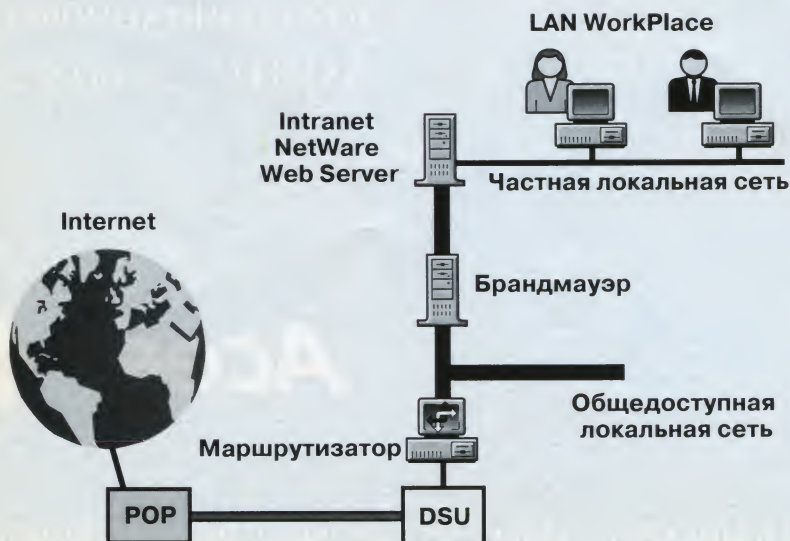 LAN WorkPlace
Intranet
NetWare
Web Server
Частная локальная сеть
Internet
Брандмауэр
Общедоступная
локальная сеть
Маршрутизатор
POP
DSU